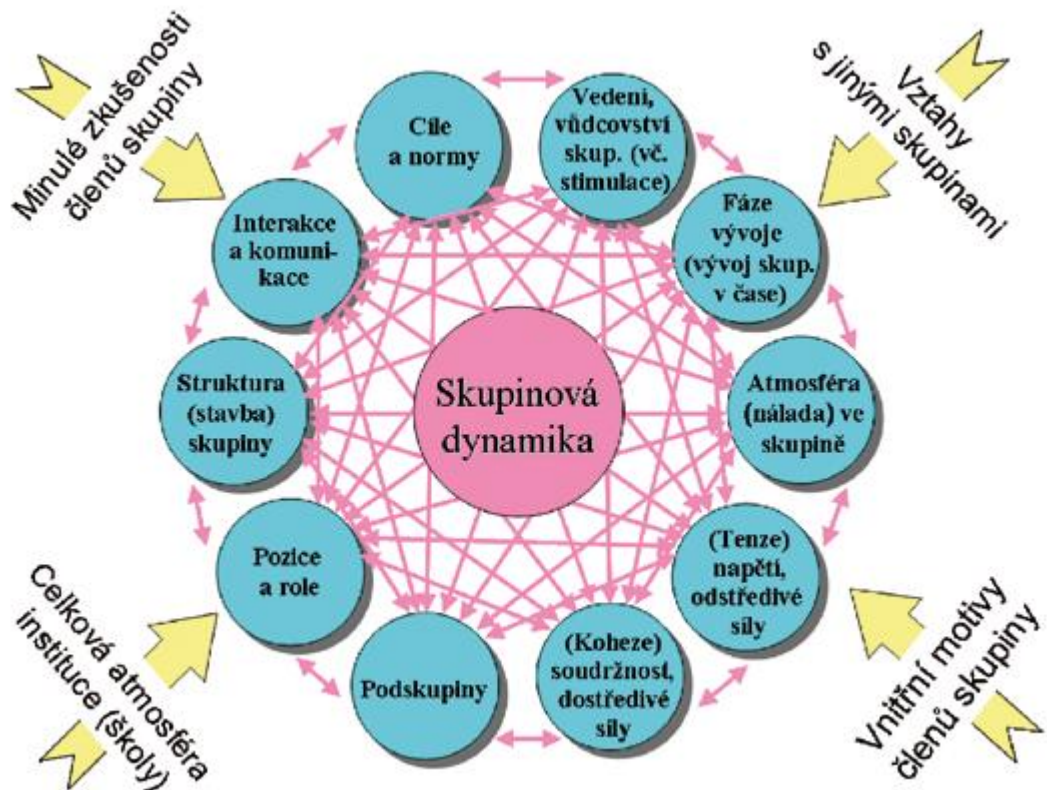 Minulé zkušenosti
členů skupiny
Vztahy
s jinými skupinami
Cíle
a normy
Vedení,
vůdcovství
skup. (vč.
stimulace)
Interakce
a komuni-
kace
Fáze
vývoje
(vývoj skup.
v čase)
Struktura
(stavba)
skupiny
Skupinová
dynamika
Atmosféra
(nálada) ve
skupině
Pozice
a role
(Tenze)
napětí,
odstředivé
síly
Podskupiny
(Koheze)
soudržnost,
dostředivé
síly
Celková atmosféra
instituce (školy)
Vnitřní motivy
členů skupiny